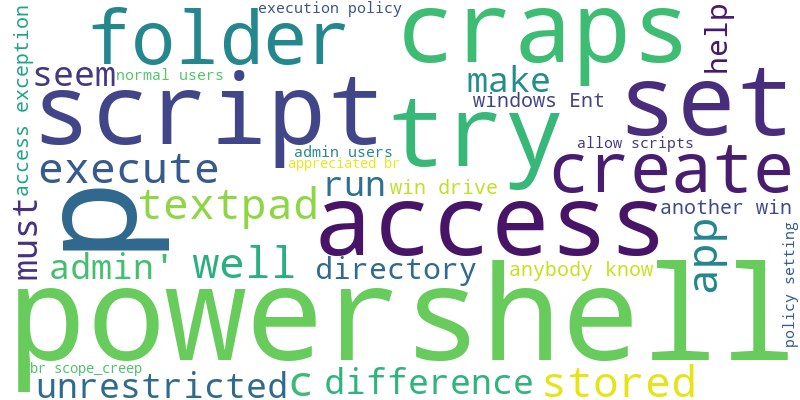 execution policy
folder
craps
help
access exception
seem
normal users
make
script
windows Ent
set
try
allow scripts
admin users
appreciated br
execute
create
run
win drive
p
textpad
access
another win
must
admin'
well
directory
anybody know
app
policy setting
powershell
br scope_creep
unrestricted
c
difference
stored